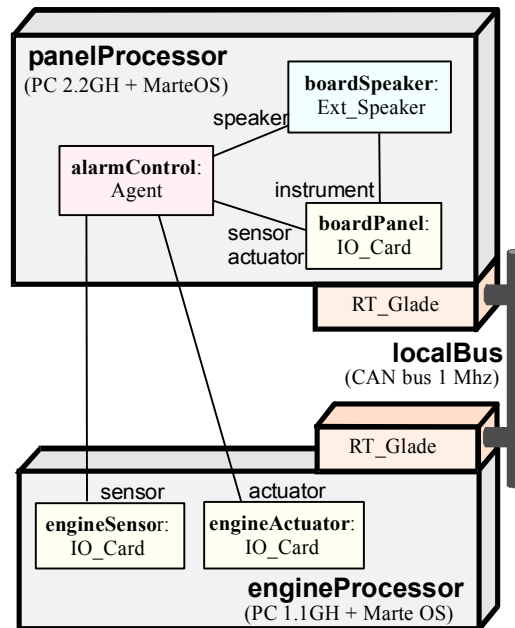 panelProcessor
(PC 2.2GH + MarteOS)
boardSpeaker:
Ext_Speaker
speaker
alarmControl:
Agent
instrument
boardPanel:
IO_Card
sensor
actuator
RT_Glade
localBus
(CAN bus 1 Mhz)
RT_Glade
sensor
actuator
engineSensor:
IO_Card
engineActuator:
IO_Card
engineProcessor
(PC 1.1GH + Marte OS)